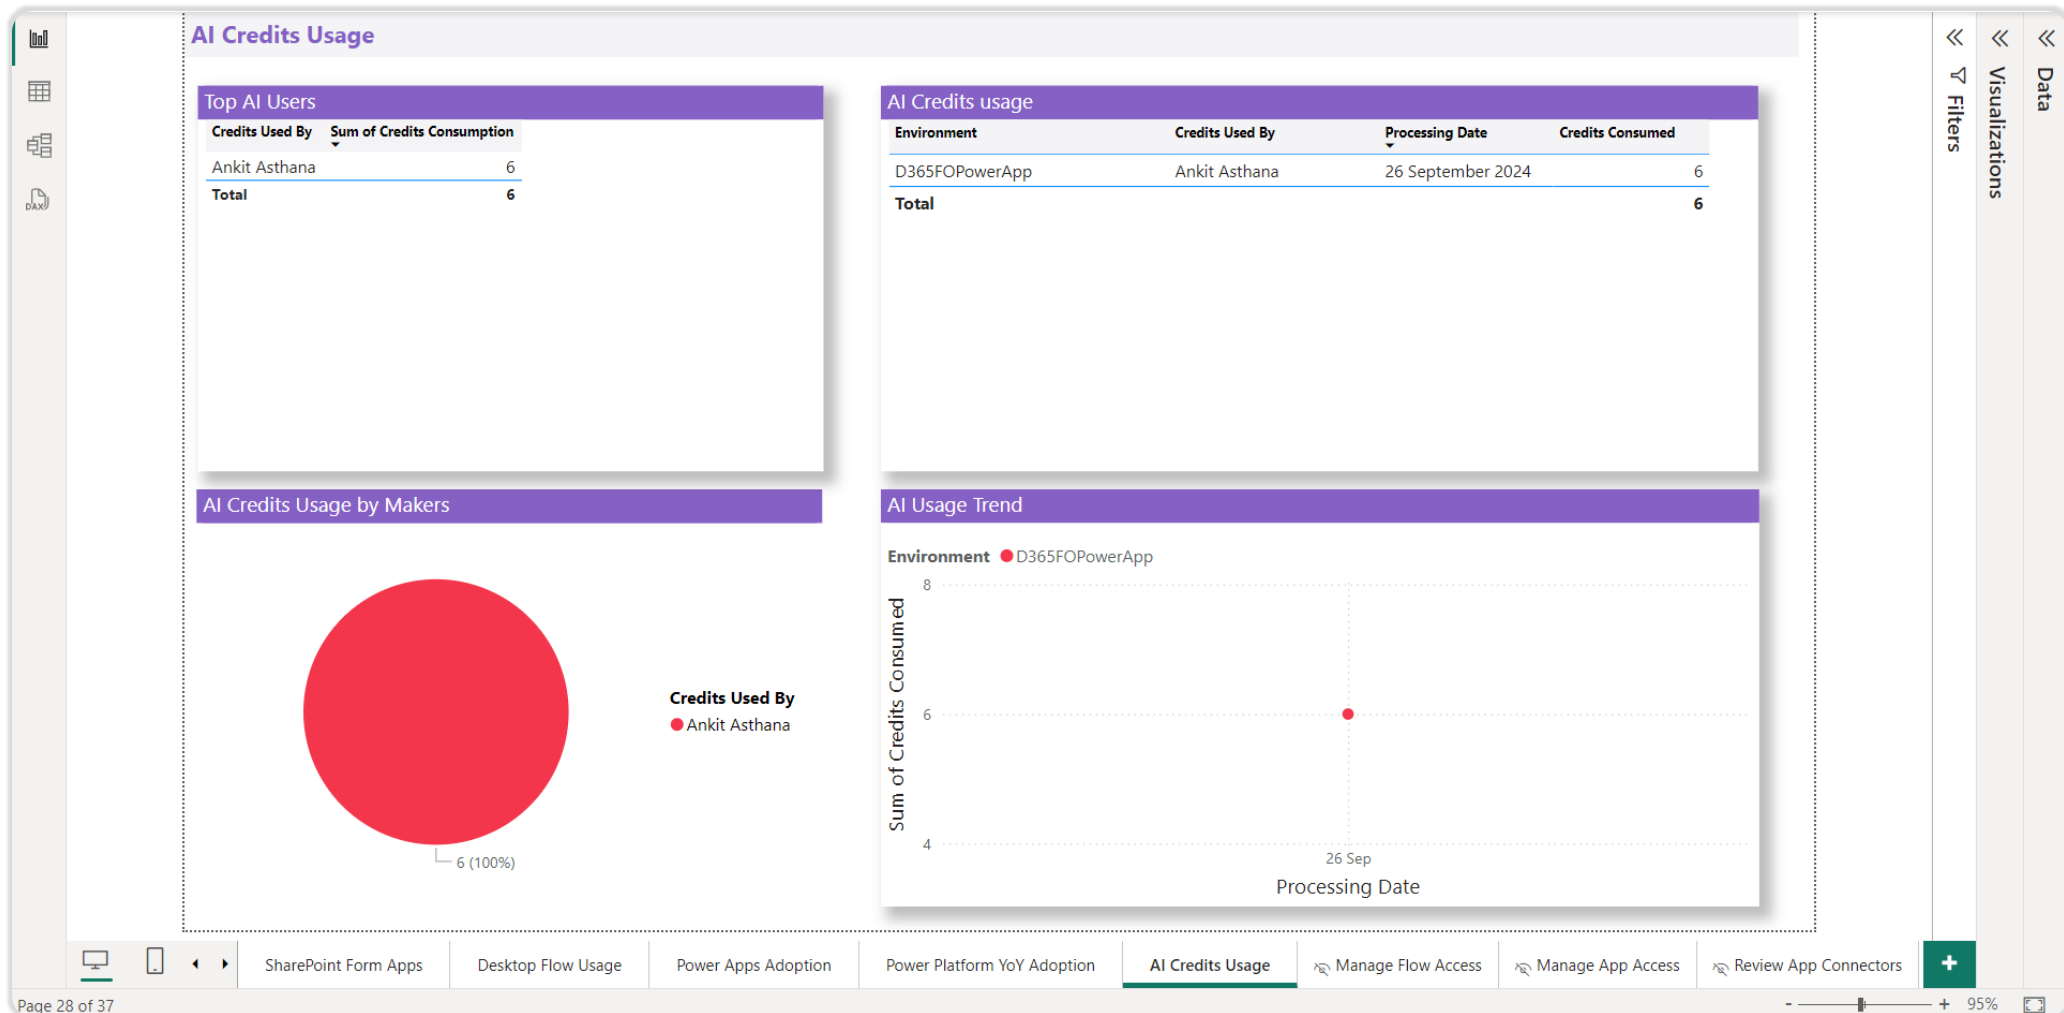 AI Credits Usage
Top AI Users
Credits Used By Sum of Credits Consumption
Ankit Asthana 6
Total 6
AI Credits usage
Environment Credits Used By Processing Date Credits Consumed
D365FOPowerApp Ankit Asthana 26 September 2024 6
Total 6
AI Credits Usage by Makers
6 (100%)
Credits Used By
Ankit Asthana
AI Usage Trend
Environment D365FOPowerApp
Sum of Credits Consumed
8
6
4
26 Sep
Processing Date
Filters
Visualizations
Data
DAX
SharePoint Form Apps Desktop Flow Usage Power Apps Adoption Power Platform YoY Adoption AI Credits Usage Manage Flow Access Manage App Access Review App Connectors +
Page 28 of 37 - + 95%